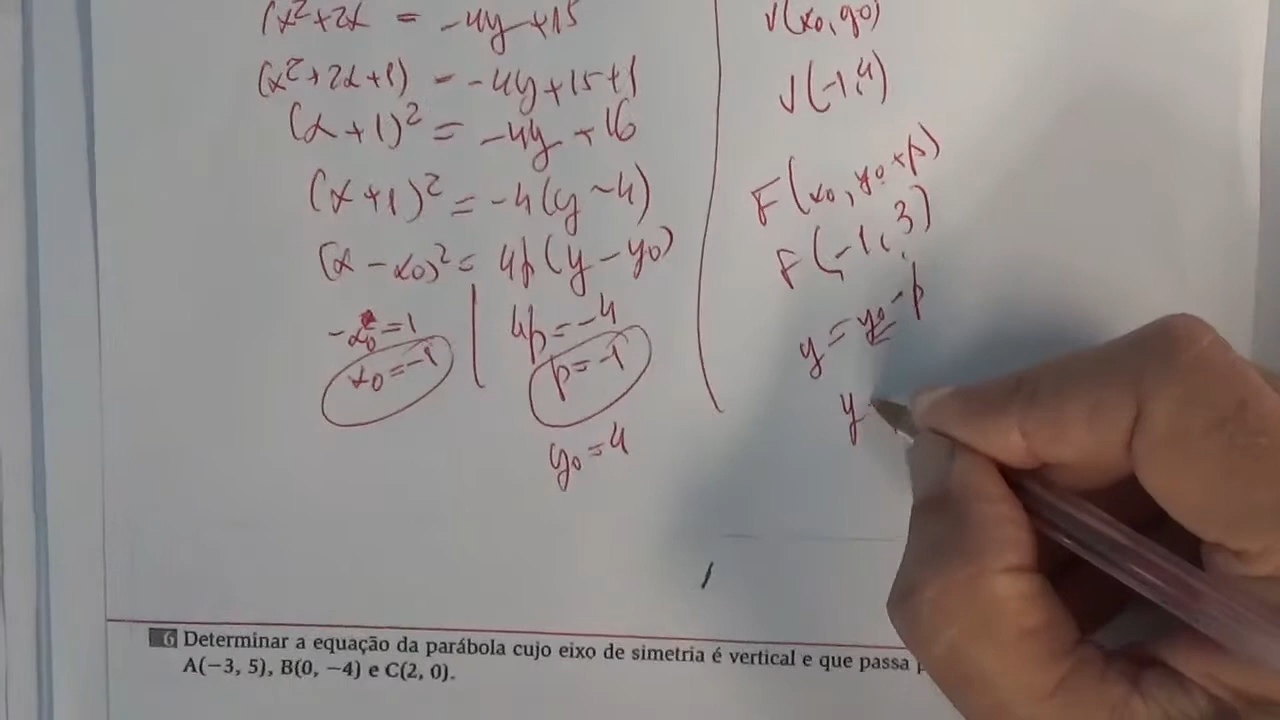 (x²+2x = -4y+15
(x²+2x+1) = -4y+15+1
(x+1)² = -4y+16
(x+1)² = -4(y-4)
(x-x0)² = 4p(y-y0)
-x0=1
x0=-1
4p=-4
p=-1
y0=4
V(x0,y0)
V(-1,4)
F(x0,y0+p)
F(-1,3)
y=y0-p
y
6 Determinar a equação da parábola cujo eixo de simetria é vertical e que passa
A(−3, 5), B(0, −4) e C(2, 0).